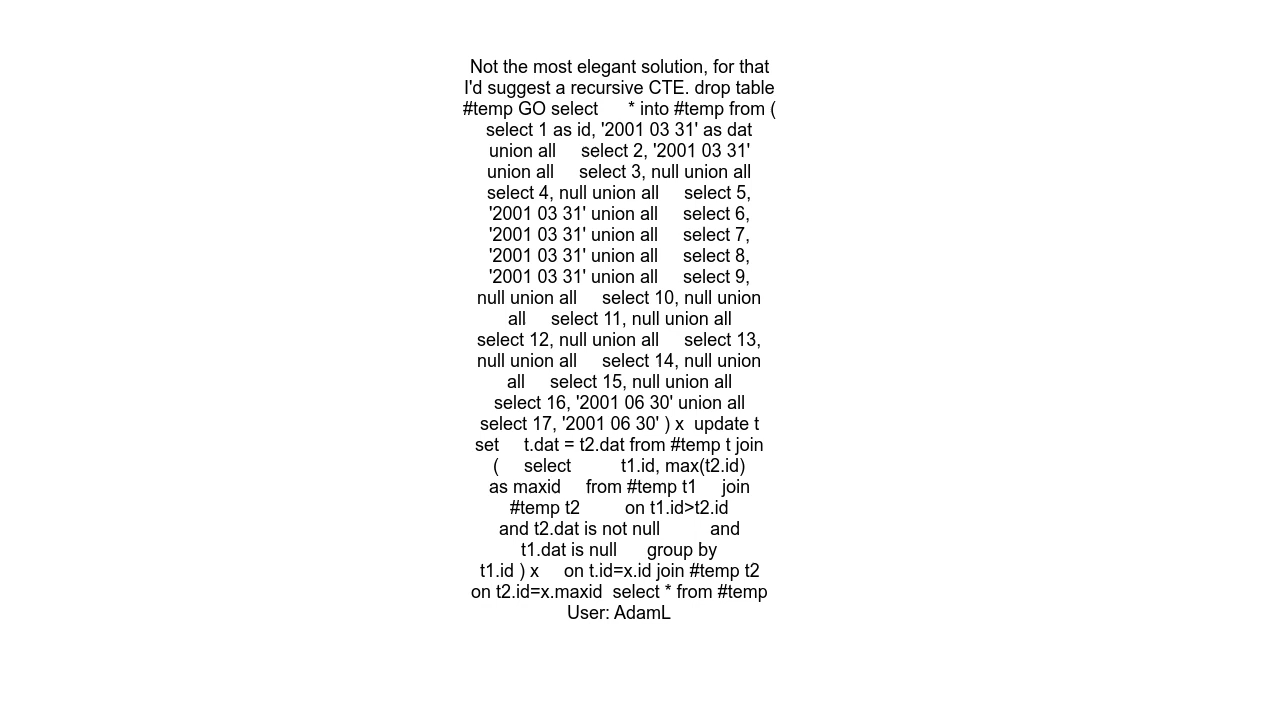 Not the most elegant solution, for that
I'd suggest a recursive CTE. drop table
#temp GO select      * into #temp from (
select 1 as id, '2001 03 31' as dat
union all     select 2, '2001 03 31'
union all     select 3, null union all
select 4, null union all     select 5,
'2001 03 31' union all     select 6,
'2001 03 31' union all     select 7,
'2001 03 31' union all     select 8,
'2001 03 31' union all     select 9,
null union all     select 10, null union
all     select 11, null union all
select 12, null union all     select 13,
null union all     select 14, null union
all     select 15, null union all
select 16, '2001 06 30' union all
select 17, '2001 06 30' ) x  update t
set     t.dat = t2.dat from #temp t join
(     select          t1.id, max(t2.id)
as maxid     from #temp t1     join
#temp t2         on t1.id>t2.id
and t2.dat is not null          and
t1.dat is null      group by
t1.id ) x     on t.id=x.id join #temp t2
on t2.id=x.maxid  select * from #temp
User: AdamL